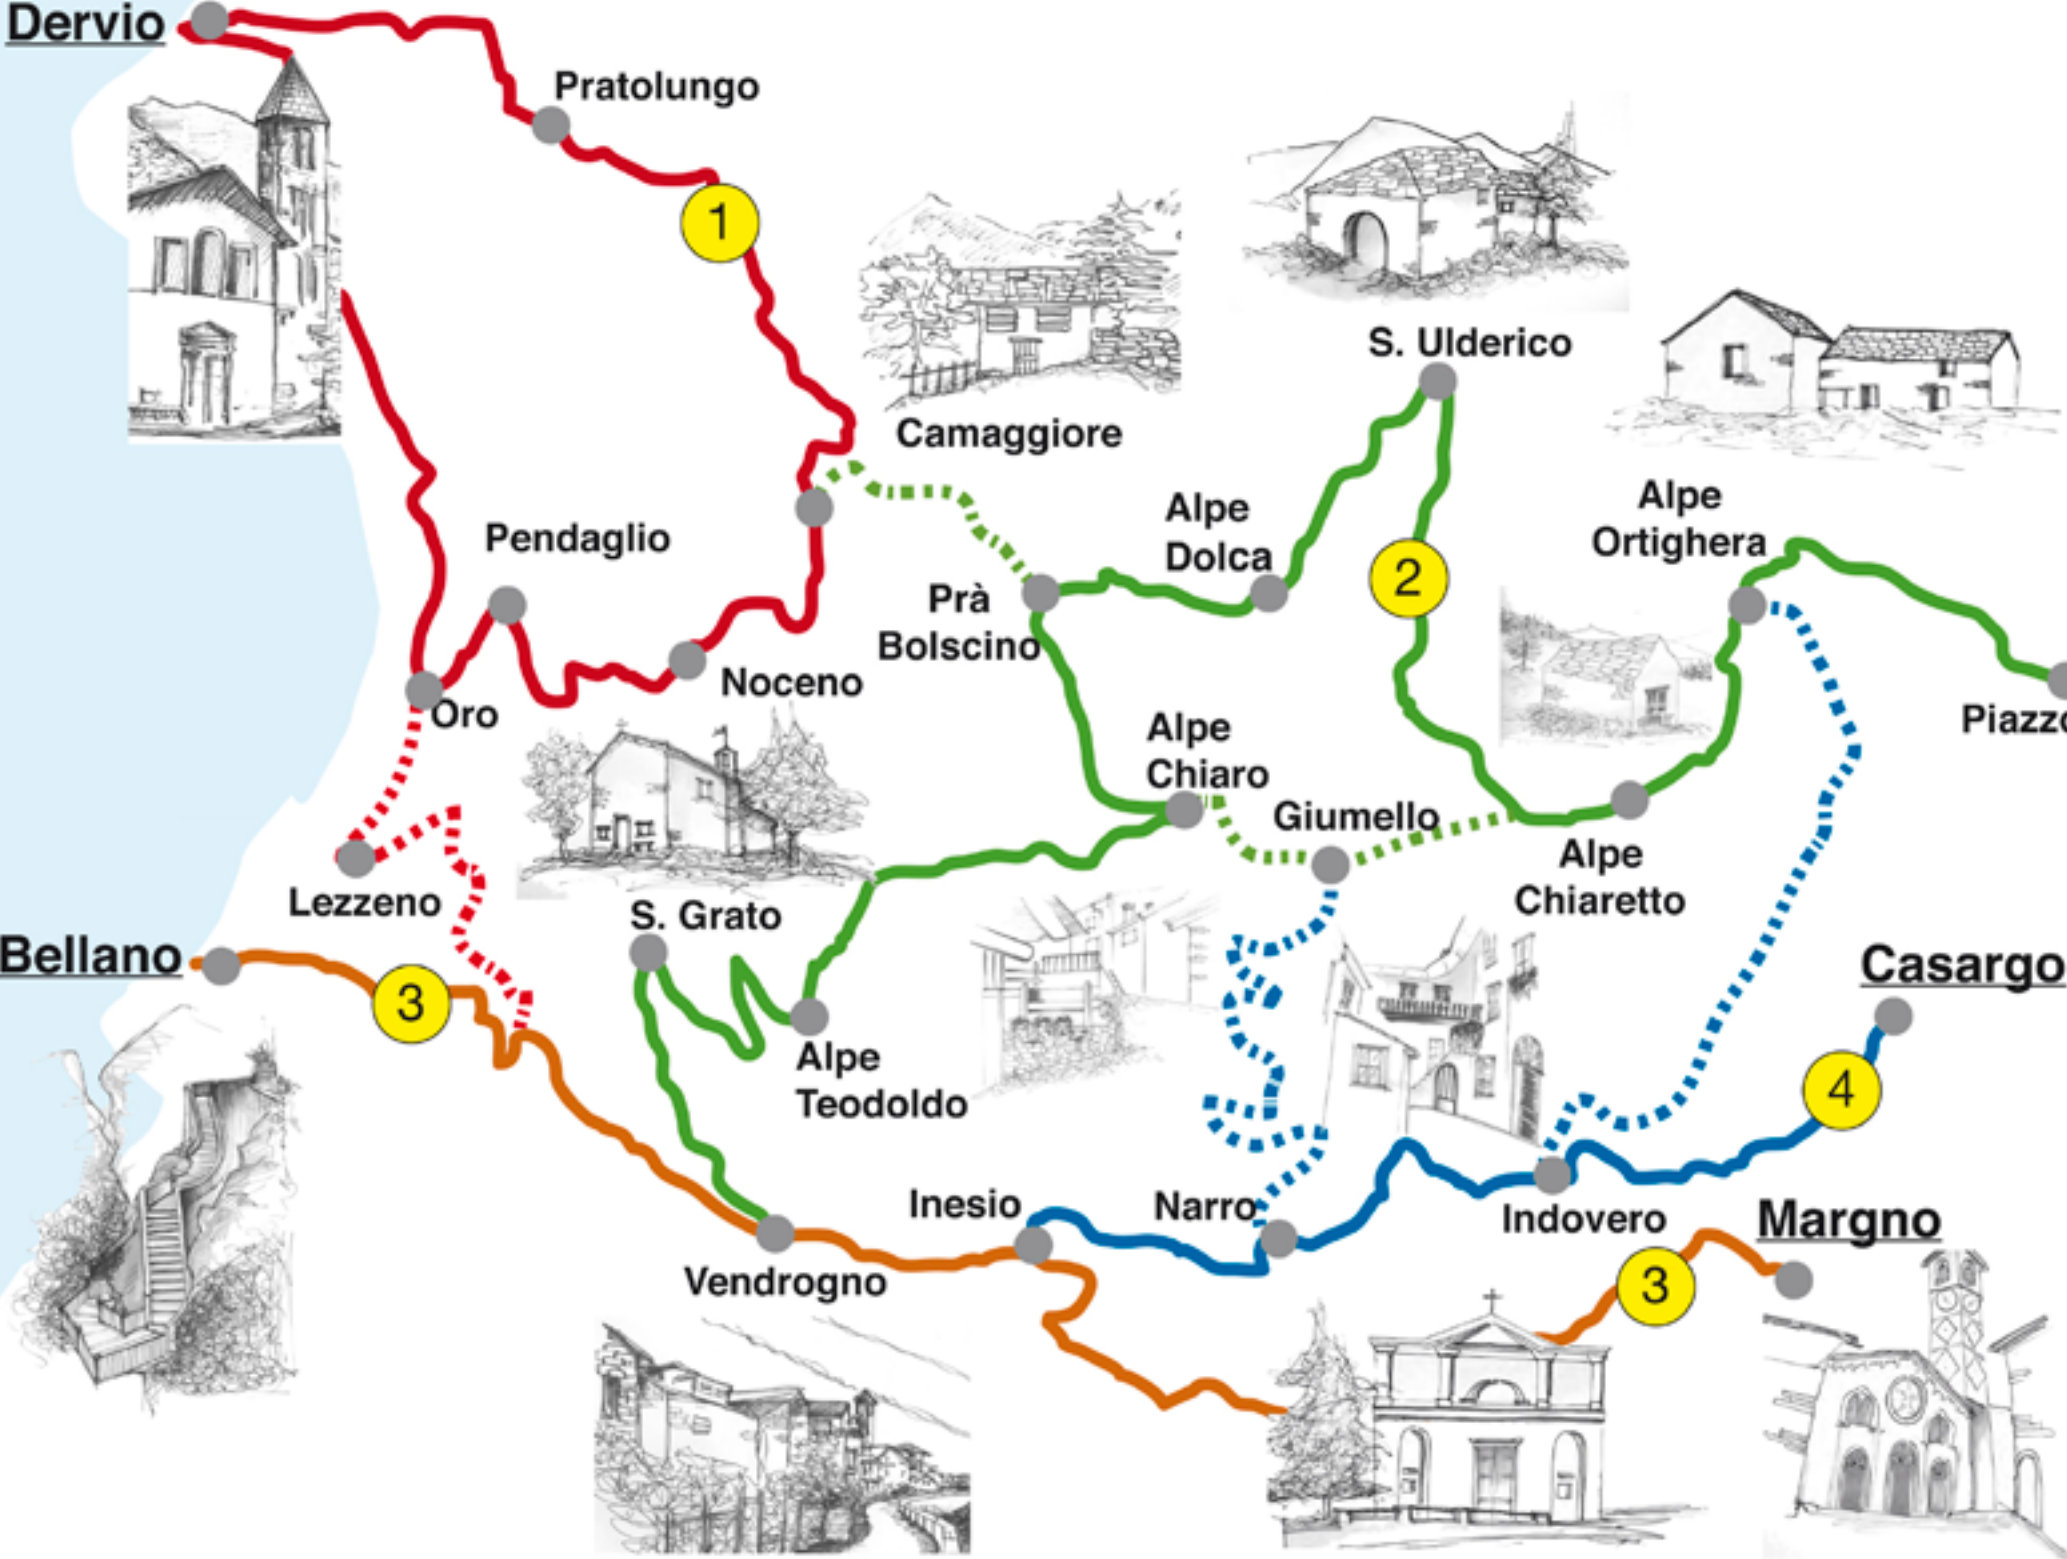 Dervio
Pratolungo
1
Camaggiore
S. Ulderico
Alpe
Ortighera
Pendaglio
Alpe
Dolca
2
Prà
Bolscino
Noceno
Oro
Piazzo
Alpe
Chiaro
Giumello
Alpe
Chiaretto
Lezzeno
S. Grato
Bellano
3
Casargo
Alpe
Teodoldo
4
Inesio
Narro
Indovero
Margno
Vendrogno
3